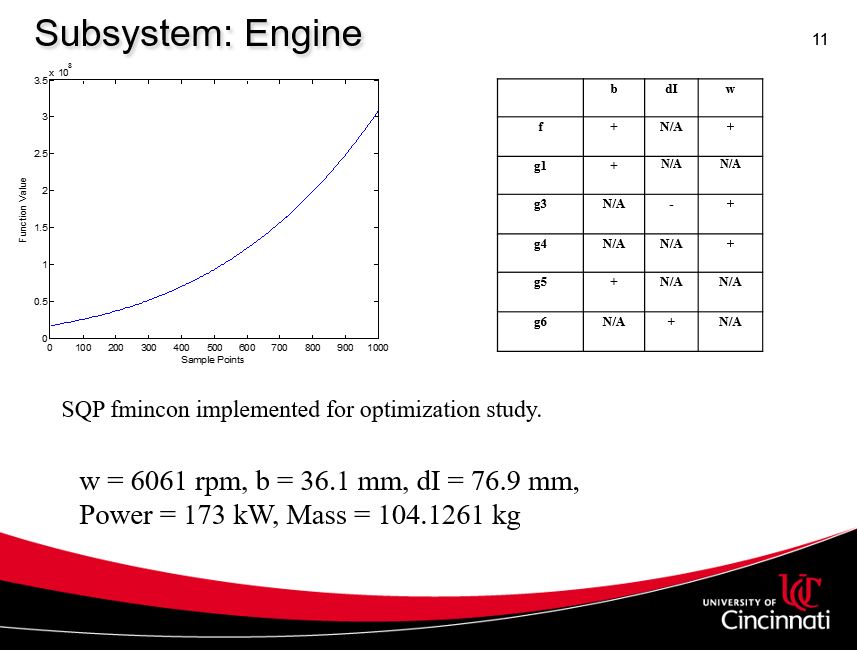 Subsystem: Engine
11
x 10^8
3.5
3
2.5
2
1.5
1
0.5
0
Function Value
0 100 200 300 400 500 600 700 800 900 1000
Sample Points
b dI w
f + N/A +
g1 + N/A N/A
g3 N/A - +
g4 N/A N/A +
g5 + N/A N/A
g6 N/A + N/A
SQP fmincon implemented for optimization study.
w = 6061 rpm, b = 36.1 mm, dI = 76.9 mm,
Power = 173 kW, Mass = 104.1261 kg
UC
UNIVERSITY OF
Cincinnati